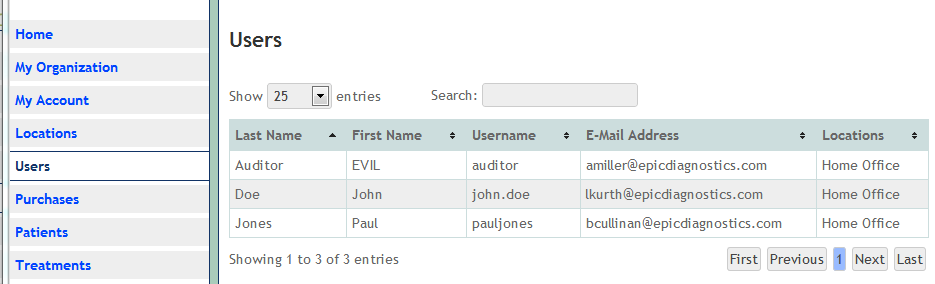 Home
My Organization
My Account
Locations
Users
Purchases
Patients
Treatments
Users
Show 25 entries Search:
Last Name First Name Username E-Mail Address Locations
Auditor EVIL auditor amiller@epicdiagnostics.com Home Office
Doe John john.doe lkurth@epicdiagnostics.com Home Office
Jones Paul pauljones bcullinan@epicdiagnostics.com Home Office
Showing 1 to 3 of 3 entries First Previous 1 Next Last